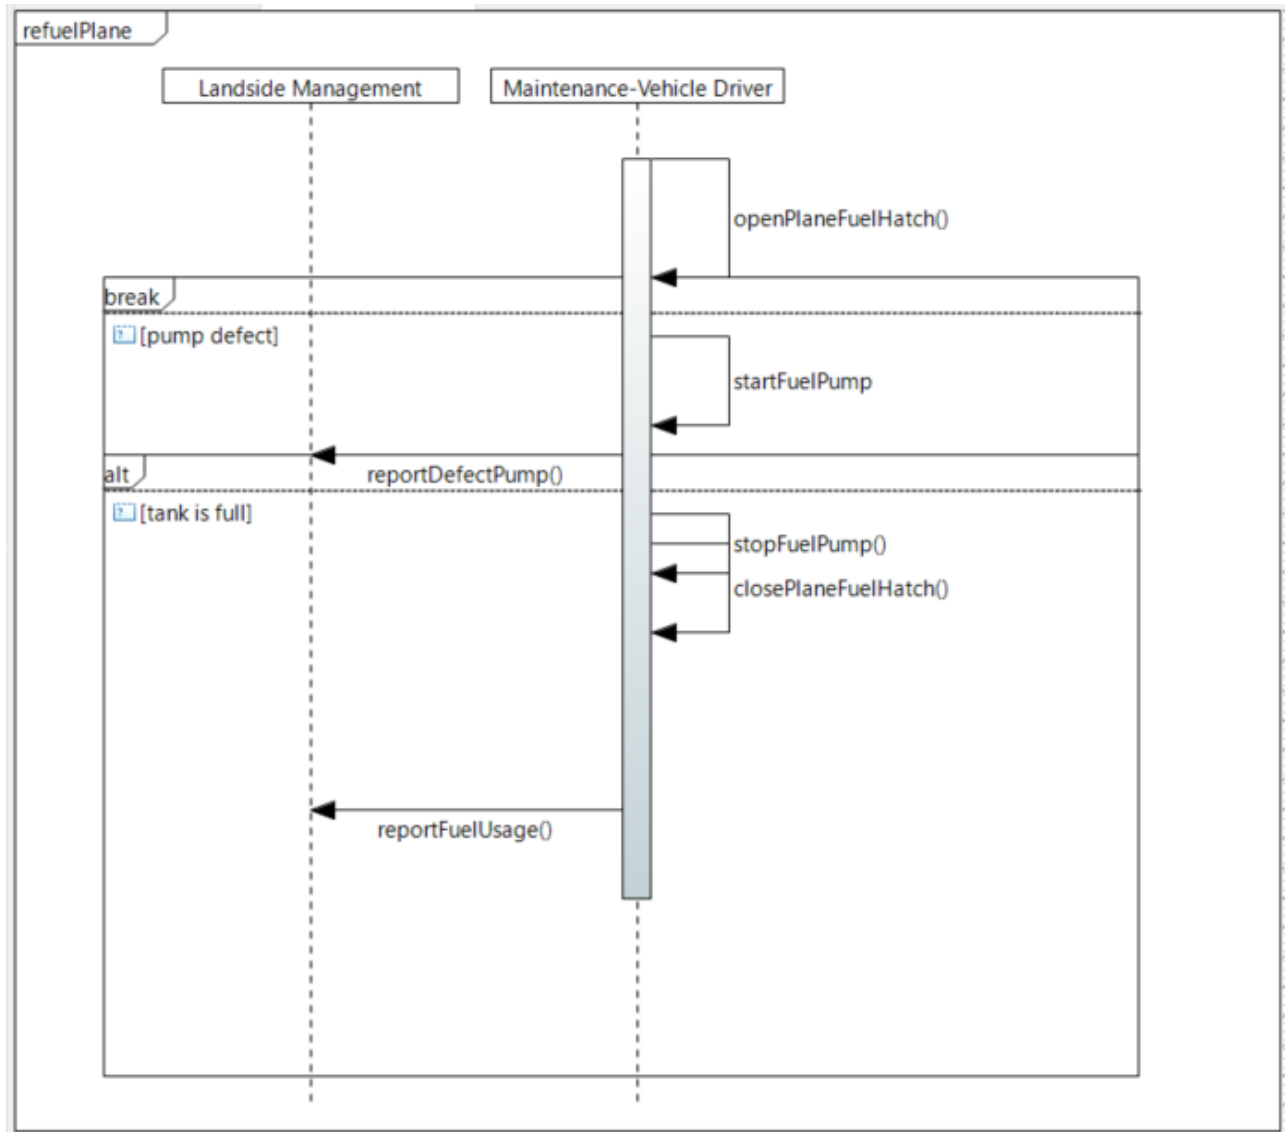 refuelPlane
Landside Management
Maintenance-Vehicle Driver
openPlaneFuelHatch()
break
[pump defect]
startFuelPump
alt
reportDefectPump()
[tank is full]
stopFuelPump()
closePlaneFuelHatch()
reportFuelUsage()